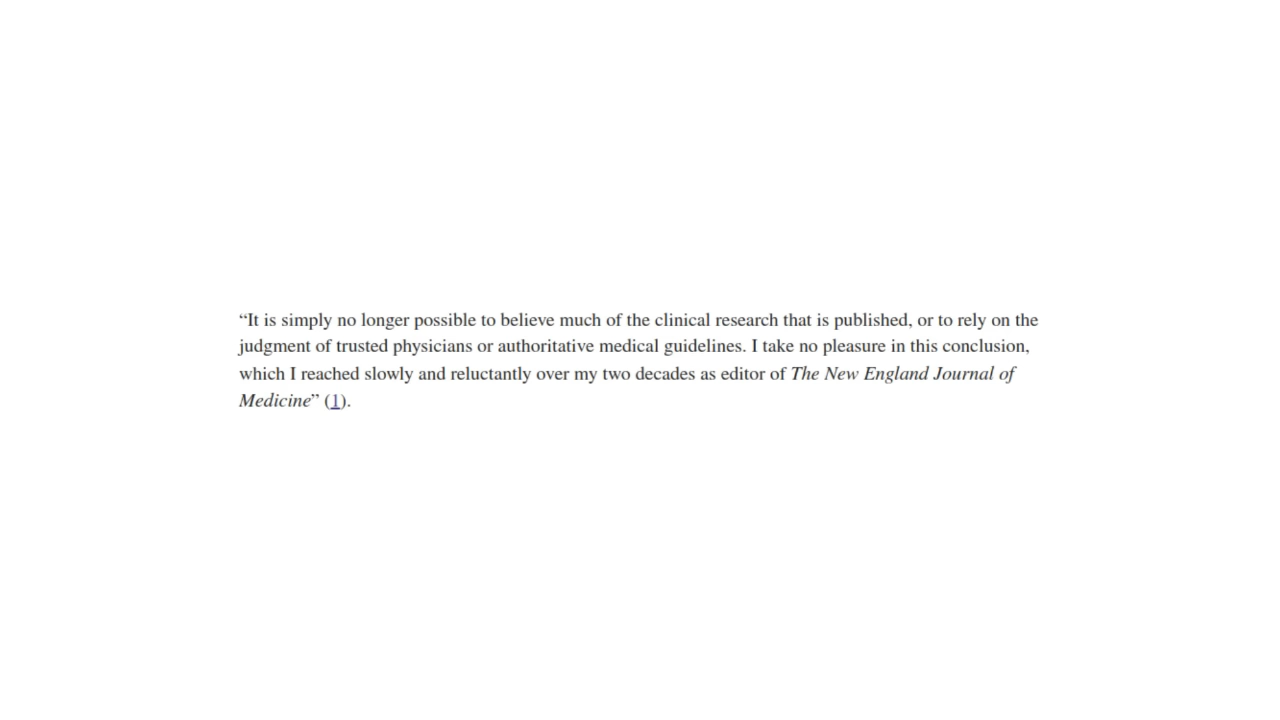 “It is simply no longer possible to believe much of the clinical research that is published, or to rely on the
judgment of trusted physicians or authoritative medical guidelines. I take no pleasure in this conclusion,
which I reached slowly and reluctantly over my two decades as editor of The New England Journal of
Medicine” (1).